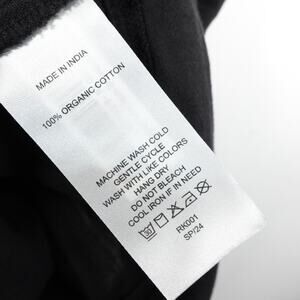 MADE IN INDIA
100% ORGANIC COTTON
MACHINE WASH COLD
GENTLE CYCLE
WASH WITH LIKE COLORS
HANG DRY
DO NOT BLEACH
COOL IRON IF IN NEED
RK001
SP/24